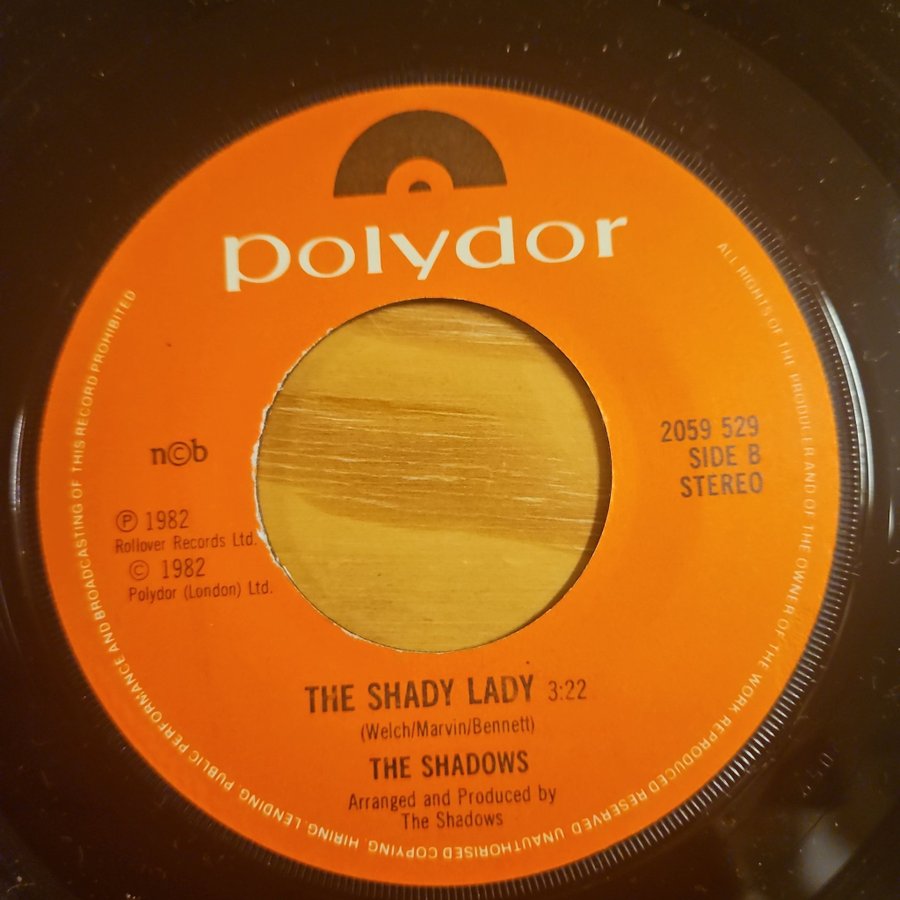 polydor
ALL RIGHTS OF THE PRODUCER AND OF THE OWNER OF THE WORK REPRODUCED RESERVED UNAUTHORISED COPYING, HIRING, LENDING, PUBLIC PERFORMANCE AND BROADCASTING OF THIS RECORD PROHIBITED
n©b
2059 529
SIDE B
STEREO
℗ 1982
Rollover Records Ltd.
© 1982
Polydor (London) Ltd.
THE SHADY LADY 3:22
(Welch/Marvin/Bennett)
THE SHADOWS
Arranged and Produced by
The Shadows